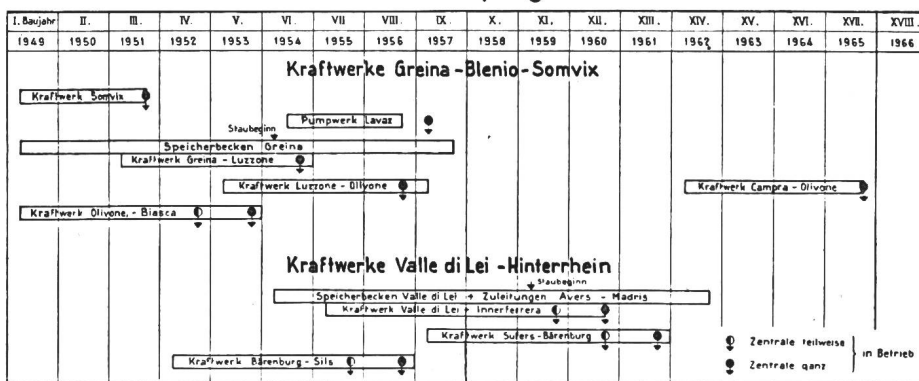 I. Baujahr II. III. IV. V. VI. VII VIII. IX. X. XI. XII. XIII. XIV. XV. XVI. XVII. XVIII.
1949 1950 1951 1952 1953 1954 1955 1956 1957 1958 1959 1960 1961 1962 1963 1964 1965 1966
Kraftwerke Greina-Blenio-Somvix
Kraftwerk Somvix
Pumpwerk Lavaz
Staubeginn
Speicherbecken Greina
Kraftwerk Greina - Luzzone
Kraftwerk Luzzone - Olivone
Kraftwerk Campra - Olivone
Kraftwerk Olivone - Biasca
Kraftwerke Valle di Lei - Hinterrhein
Staubeginn
Speicherbecken Valle di Lei + Zuleitungen Avers - Madris
Kraftwerk Valle di Lei + Innerferrera
Kraftwerk Sufers-Bärenburg
Kraftwerk Bärenburg - Sils
Zentrale teilweise
Zentrale ganz
in Betrieb